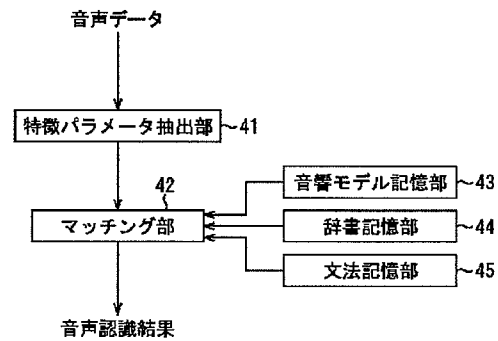 音声データ
特徴パラメータ抽出部 41
42
音響モデル記憶部 43
マッチング部
辞書記憶部 44
文法記憶部 45
音声認識結果